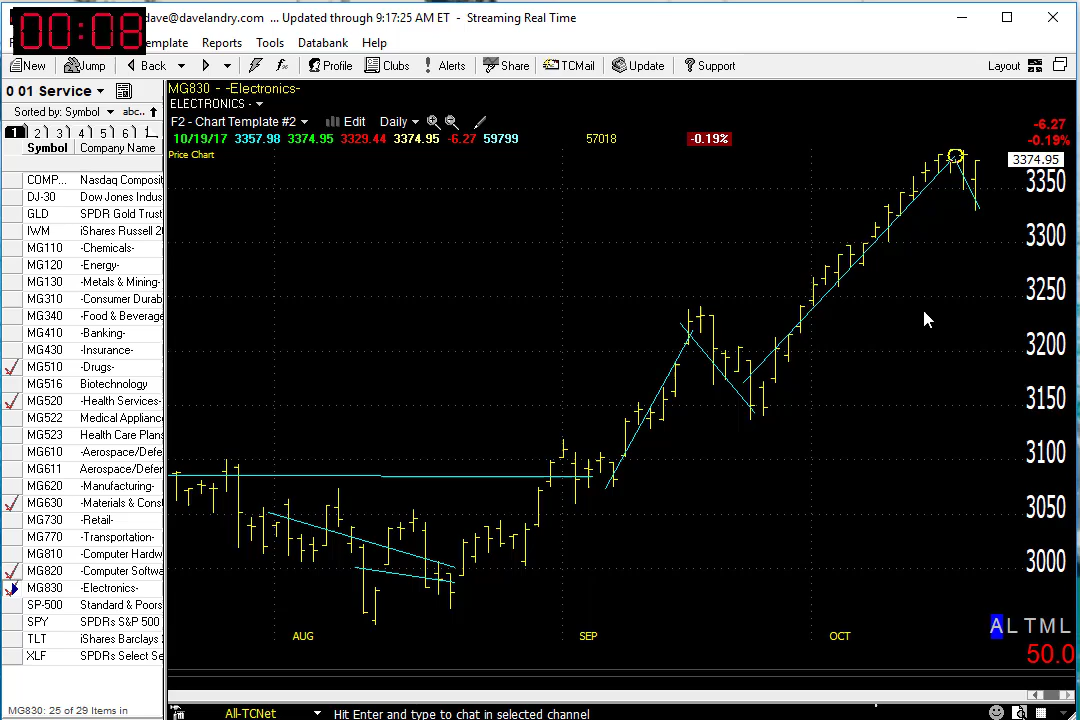 00:08
dave@davelandry.com ... Updated through 9:17:25 AM ET - Streaming Real Time
emplate Reports Tools Databank Help
New Jump Back Profile Clubs Alerts Share TCMail Update Support Layout
0 01 Service
Sorted by: Symbol abc..
1 2 3 4 5 6
Symbol Company Name
COMP... Nasdaq Composit
DJ-30 Dow Jones Indus
GLD SPDR Gold Trust
IWM iShares Russell 20
MG110 -Chemicals-
MG120 -Energy-
MG130 -Metals & Mining-
MG310 -Consumer Durab
MG340 -Food & Beverage
MG410 -Banking-
MG430 -Insurance-
MG510 -Drugs-
MG516 Biotechnology
MG520 -Health Services-
MG522 Medical Appliance
MG523 Health Care Plans
MG610 -Aerospace/Defe
MG611 Aerospace/Defer
MG620 -Manufacturing-
MG630 -Materials & Const
MG730 -Retail-
MG770 -Transportation-
MG810 -Computer Hardw
MG820 -Computer Softwa
MG830 -Electronics-
SP-500 Standard & Poors
SPY SPDRs S&P 500
TLT iShares Barclays
XLF SPDRs Select Se
MG830: 25 of 29 Items in
MG830 - -Electronics-
ELECTRONICS -
F2 - Chart Template #2 Edit Daily
10/19/17 3357.98 3374.95 3329.44 3374.95 -6.27 59799 57018 -0.19%
Price Chart
-6.27
-0.19%
3374.95
3350
3300
3250
3200
3150
3100
3050
3000
AUG SEP OCT
A L T M L
50.0
All-TCNet Hit Enter and type to chat in selected channel